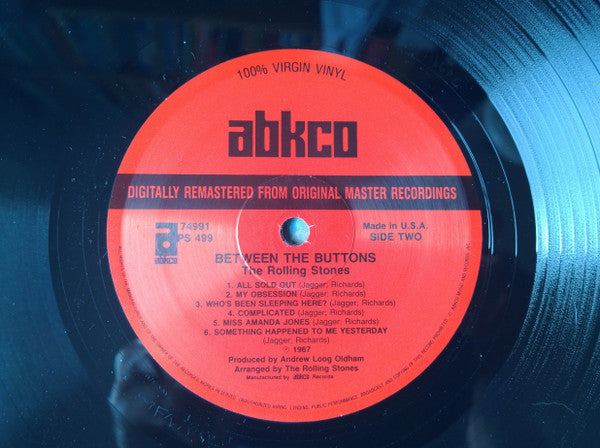 100% VIRGIN VINYL
abkco
DIGITALLY REMASTERED FROM ORIGINAL MASTER RECORDINGS
74991
PS 499
abkco
Made in U.S.A.
SIDE TWO
BETWEEN THE BUTTONS
The Rolling Stones
1. ALL SOLD OUT (Jagger; Richards)
2. MY OBSESSION (Jagger; Richards)
3. WHO'S BEEN SLEEPING HERE? (Jagger; Richards)
4. COMPLICATED (Jagger; Richards)
5. MISS AMANDA JONES (Jagger; Richards)
6. SOMETHING HAPPENED TO ME YESTERDAY
(Jagger; Richards)
℗ 1967
Produced by Andrew Loog Oldham
Arranged by The Rolling Stones
Manufactured by abkco Records